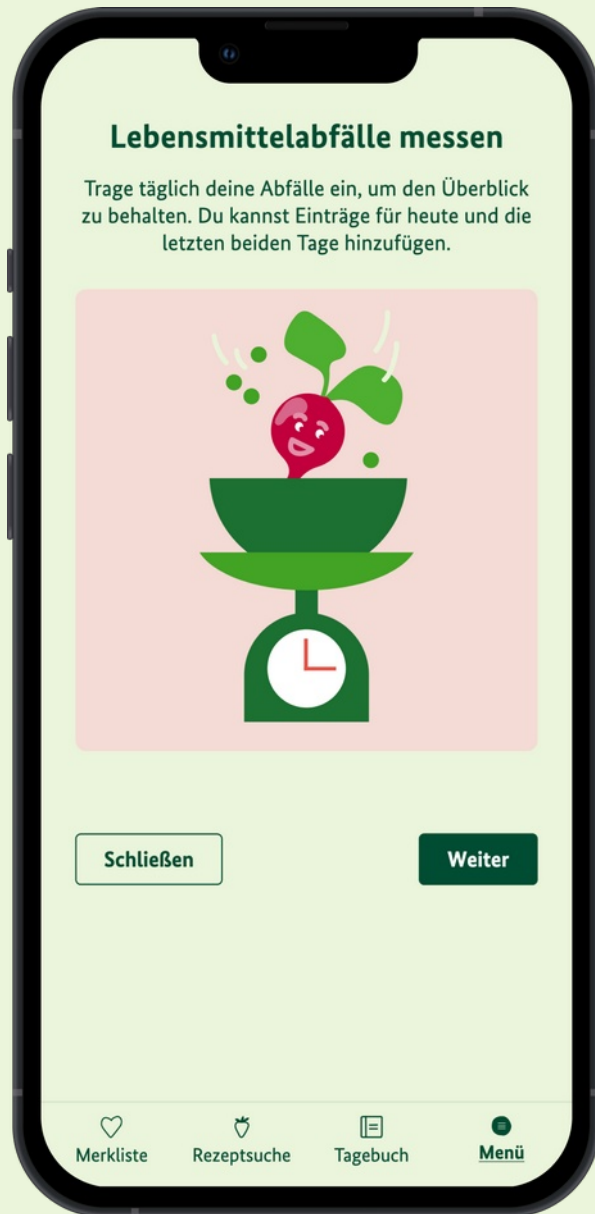 Lebensmittelabfälle messen
Trage täglich deine Abfälle ein, um den Überblick
zu behalten. Du kannst Einträge für heute und die
letzten beiden Tage hinzufügen.
Schließen
Weiter
Merkliste
Rezeptsuche
Tagebuch
Menü